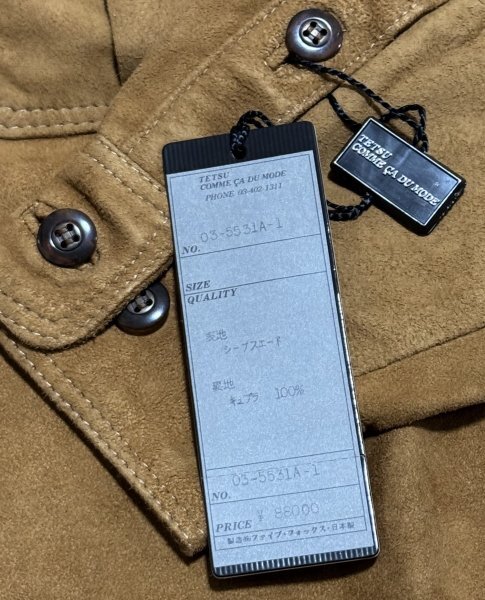 TETSU
COMME ÇA DU MODE
PHONE 03-402-1311
NO. 03-5531A-1
SIZE
QUALITY
表地
シープスエード
裏地
キュプラ 100%
03-5531A-1
NO.
PRICE ¥ 88000
製造㈱ファイブ・フォックス・日本製
TETSU
COMME ÇA DU MODE